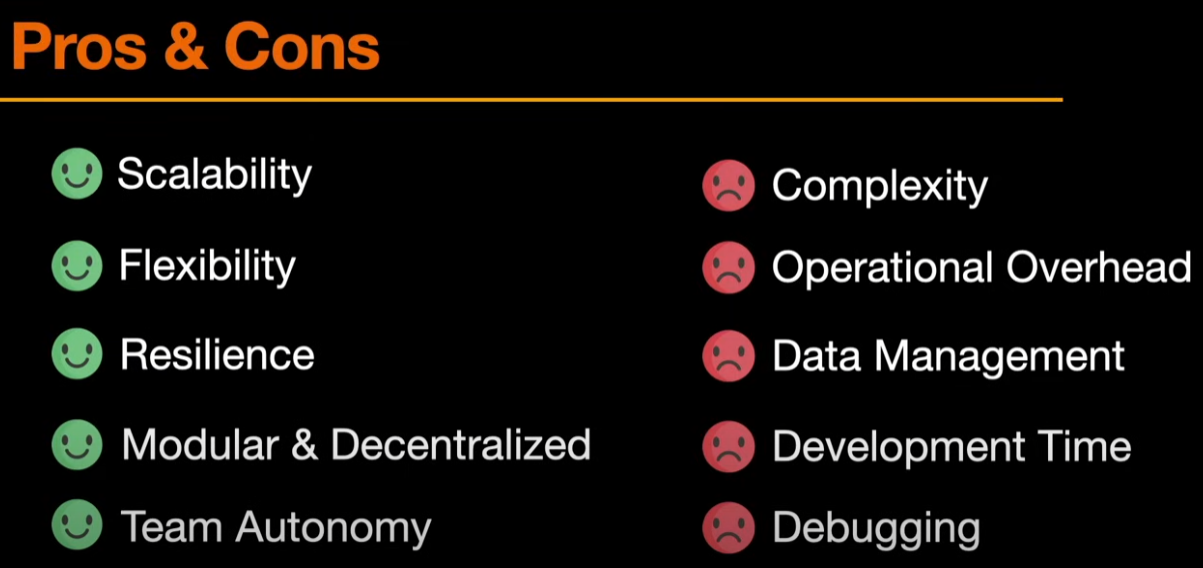 Pros & Cons
Scalability
Flexibility
Resilience
Modular & Decentralized
Team Autonomy
Complexity
Operational Overhead
Data Management
Development Time
Debugging